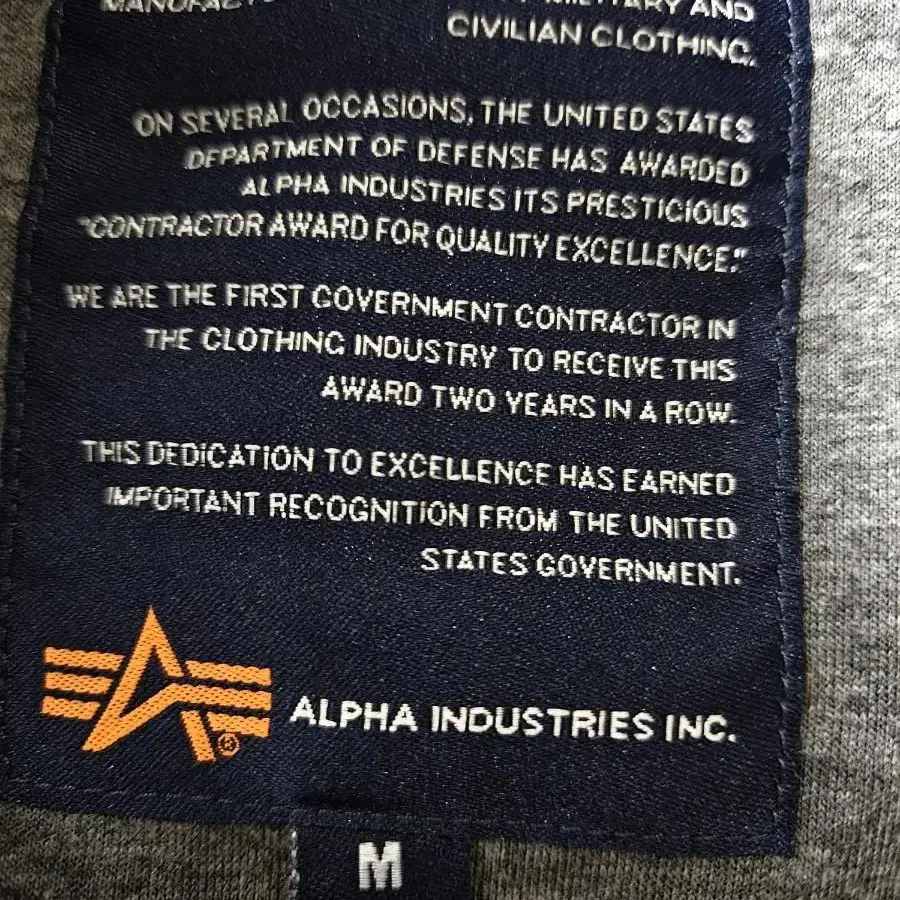 MILITARY AND
CIVILIAN CLOTHING.
ON SEVERAL OCCASIONS, THE UNITED STATES
DEPARTMENT OF DEFENSE HAS AWARDED
ALPHA INDUSTRIES ITS PRESTIGIOUS
"CONTRACTOR AWARD FOR QUALITY EXCELLENCE."
WE ARE THE FIRST GOVERNMENT CONTRACTOR IN
THE CLOTHING INDUSTRY TO RECEIVE THIS
AWARD TWO YEARS IN A ROW.
THIS DEDICATION TO EXCELLENCE HAS EARNED
IMPORTANT RECOGNITION FROM THE UNITED
STATES GOVERNMENT.
®
ALPHA INDUSTRIES INC.
M